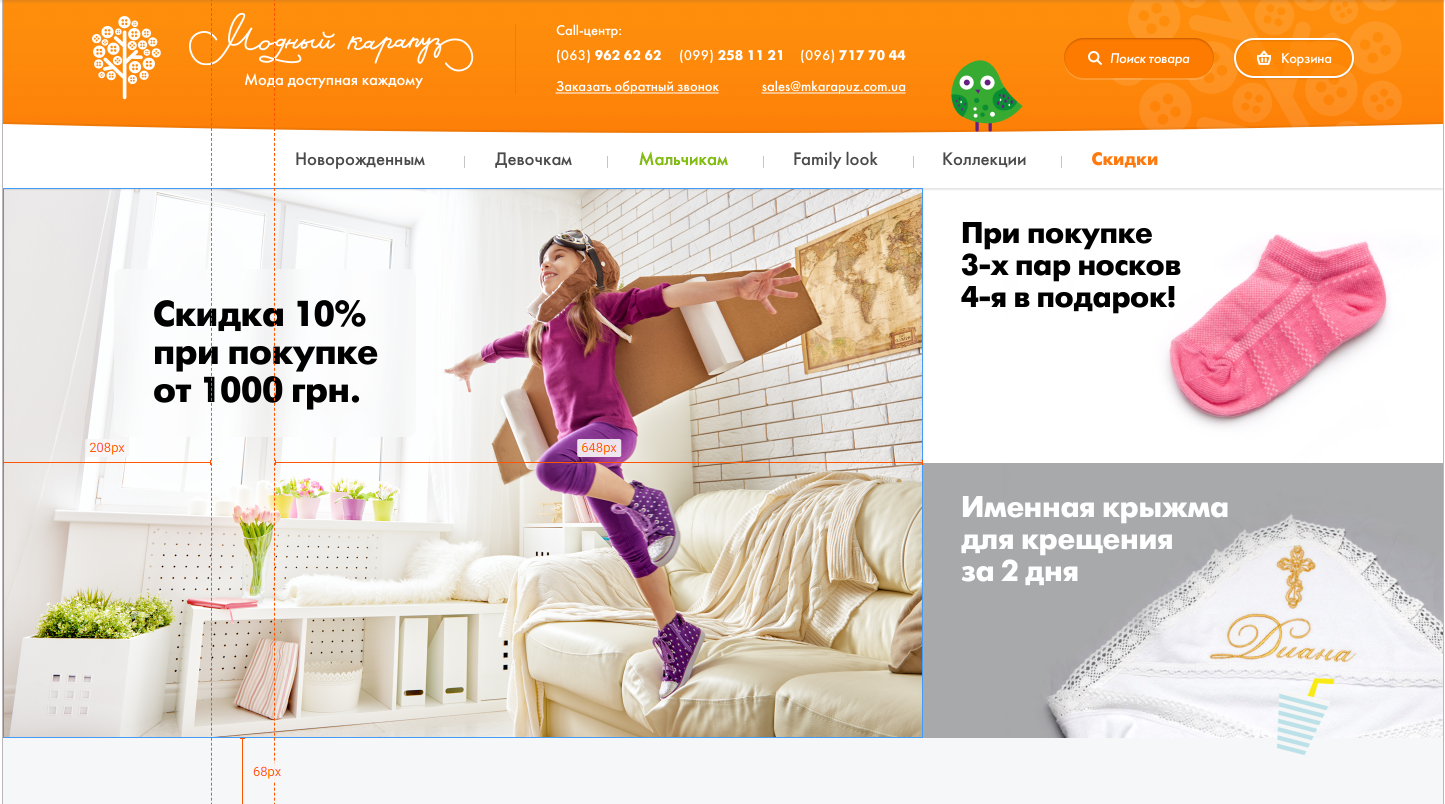 Модный карапуз
Мода доступная каждому
Call-центр:
(063) 962 62 62 (099) 258 11 21 (096) 717 70 44
Заказать обратный звонок sales@mkarapuz.com.ua
Поиск товара
Корзина
Новорожденным Девочкам Мальчикам Family look Коллекции Скидки
Скидка 10%
при покупке
от 1000 грн.
208px
648px
68px
При покупке
3-х пар носков
4-я в подарок!
Именная крыжма
для крещения
за 2 дня
Диана